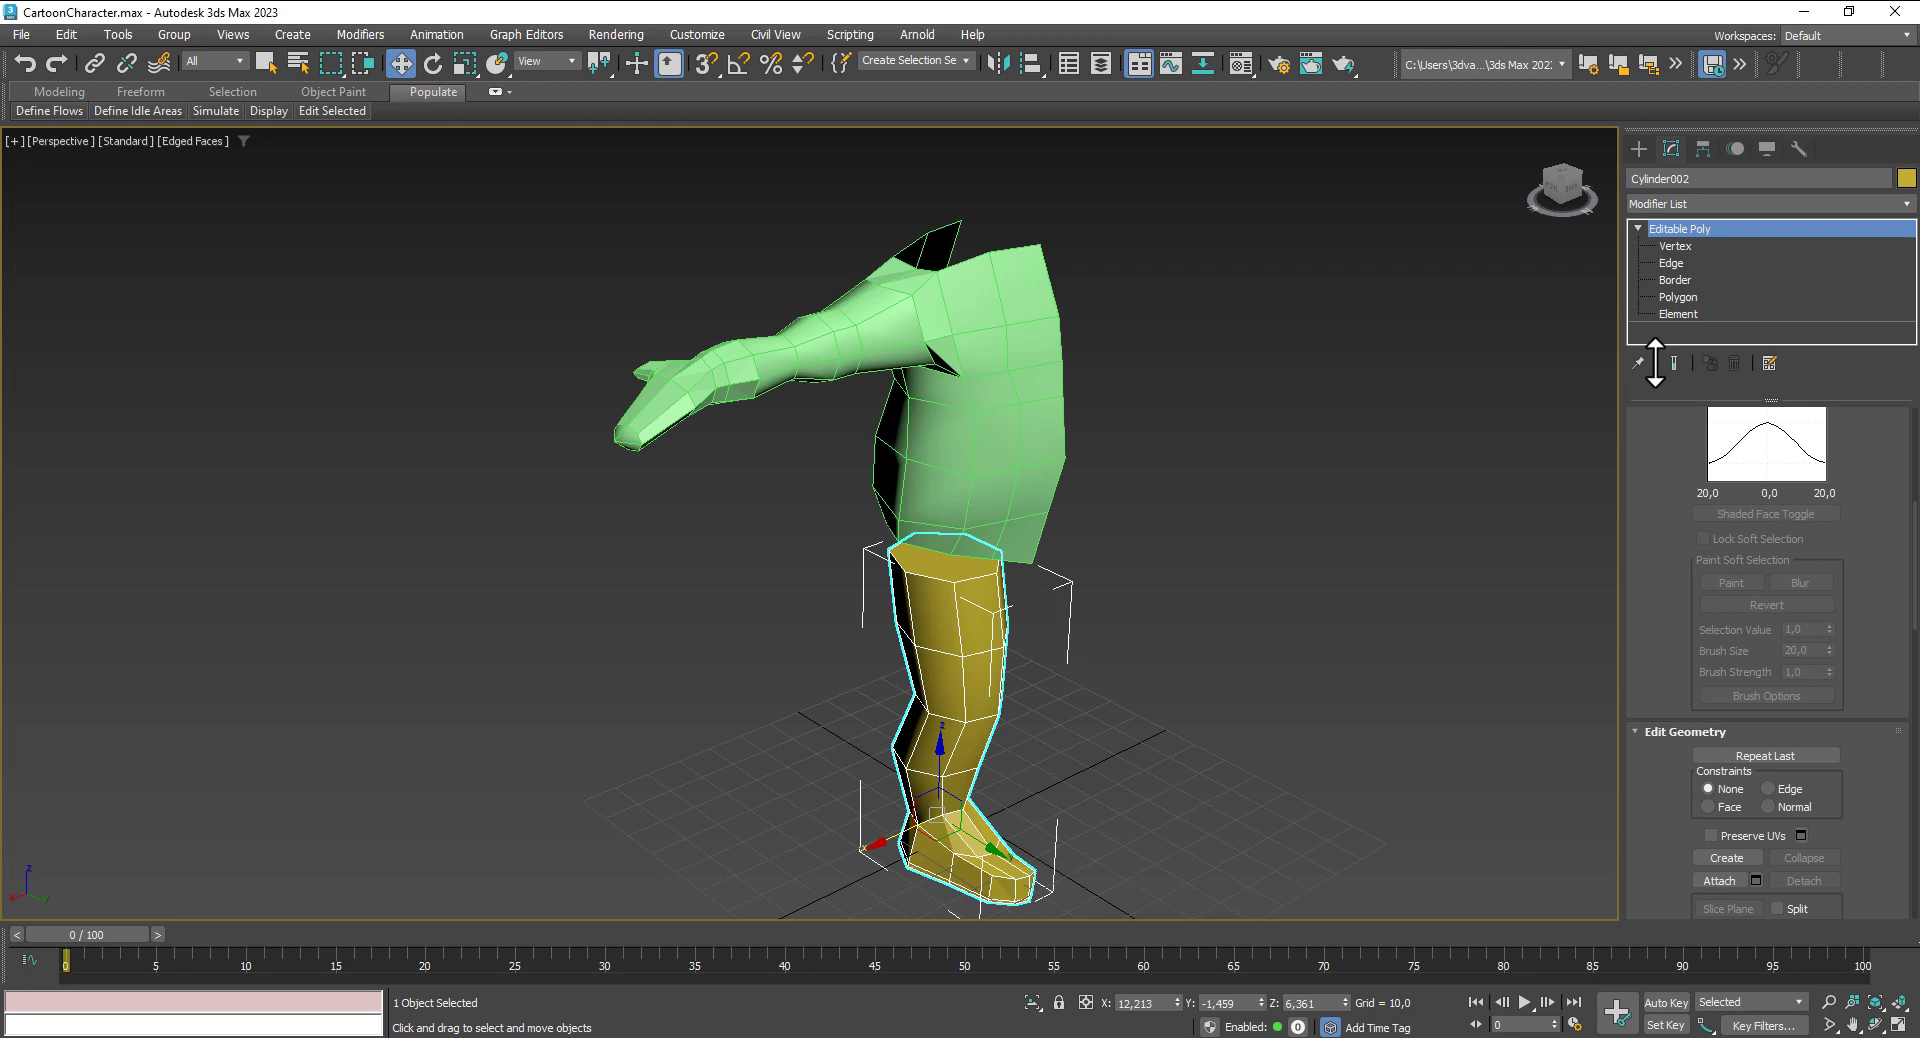 CartoonCharacter.max - Autodesk 3ds Max 2023
File Edit Tools Group Views Create Modifiers Animation Graph Editors Rendering Customize Civil View Scripting Arnold Help
Workspaces: Default
All View Create Selection Se C:\Users\3dva...\3ds Max 202:
Modeling Freeform Selection Object Paint Populate
Define Flows Define Idle Areas Simulate Display Edit Selected
[+] [Perspective ] [Standard ] [Edged Faces ]
Cylinder002
Modifier List
Editable Poly
Vertex
Edge
Border
Polygon
Element
20,0 0,0 20,0
Shaded Face Toggle
Lock Soft Selection
Paint Soft Selection
Paint Blur
Revert
Selection Value 1,0
Brush Size 20,0
Brush Strength 1,0
Brush Options
Edit Geometry
Repeat Last
Constraints
None Edge
Face Normal
Preserve UVs
Create Collapse
Attach Detach
Slice Plane Split
z
x
z
x
y
< 0 / 100 >
0 5 10 15 20 25 30 35 40 45 50 55 60 65 70 75 80 85 90 95 100
1 Object Selected
X: 12,213 Y: -1,459 Z: 6,361 Grid = 10,0
Auto Key Selected
Click and drag to select and move objects
Enabled: 0 Add Time Tag
0
Set Key Key Filters...